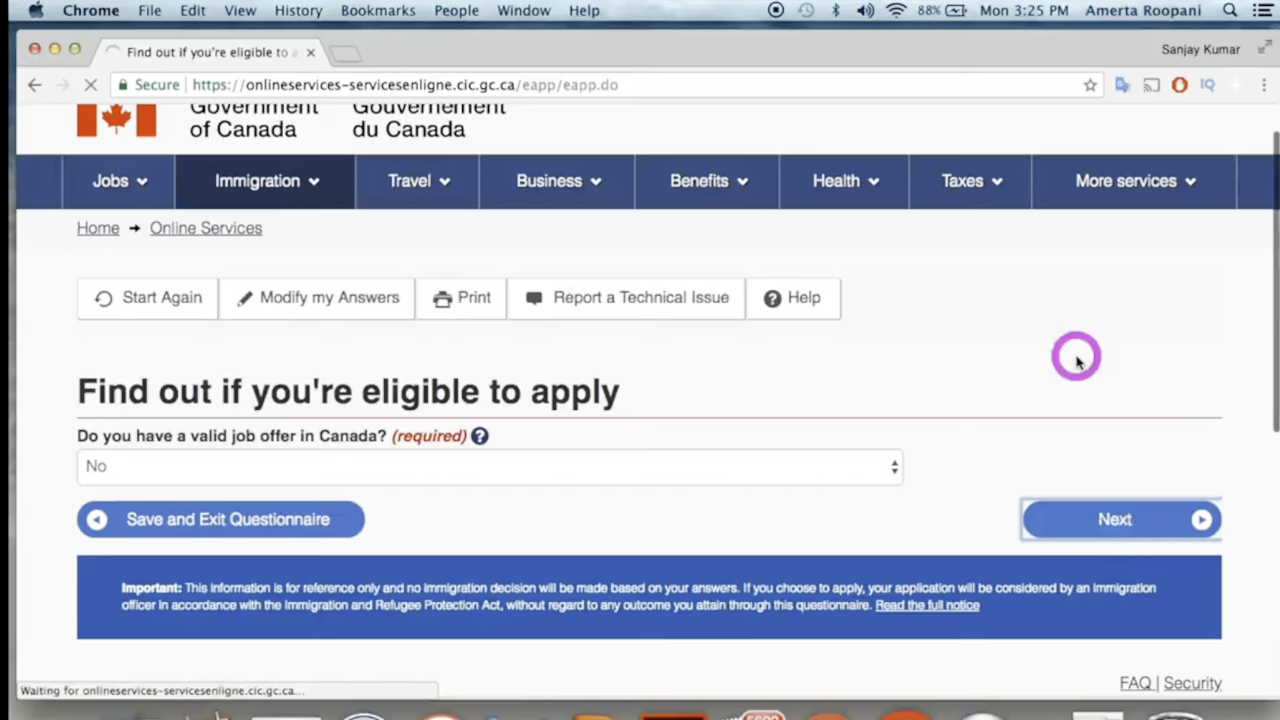 Chrome File Edit View History Bookmarks People Window Help 88% Mon 3:25 PM Amerta Roopani
Find out if you're eligible to a
Sanjay Kumar
Secure https://onlineservices-servicesenligne.cic.gc.ca/eapp/eapp.do
IQ
Government Gouvernement
of Canada du Canada
Jobs Immigration Travel Business Benefits Health Taxes More services
Home → Online Services
Start Again Modify my Answers Print Report a Technical Issue ? Help
Find out if you're eligible to apply
Do you have a valid job offer in Canada? (required) ?
No
Save and Exit Questionnaire Next
Important: This information is for reference only and no immigration decision will be made based on your answers. If you choose to apply, your application will be considered by an immigration
officer in accordance with the Immigration and Refugee Protection Act, without regard to any outcome you attain through this questionnaire. Read the full notice
FAQ | Security
Waiting for onlineservices-servicesenligne.cic.gc.ca...